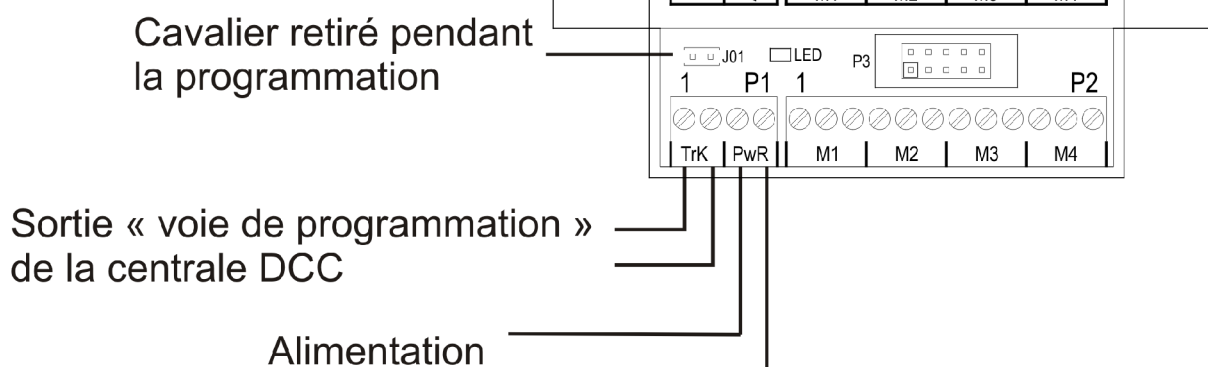 Cavalier retiré pendant
la programmation
J01 LED P3
1 P1 1 P2
TrK PwR M1 M2 M3 M4
Sortie « voie de programmation »
de la centrale DCC
Alimentation